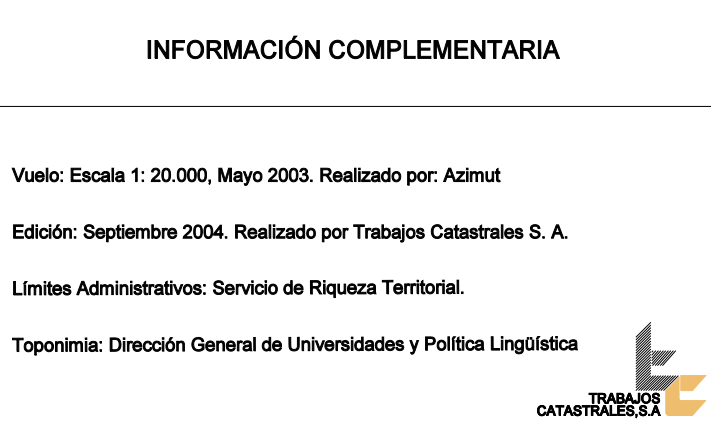 INFORMACIÓN COMPLEMENTARIA
Vuelo: Escala 1: 20.000, Mayo 2003. Realizado por: Azimut
Edición: Septiembre 2004. Realizado por Trabajos Catastrales S. A.
Límites Administrativos: Servicio de Riqueza Territorial.
Toponimia: Dirección General de Universidades y Política Lingüística
TRABAJOS
CATASTRALES,S.A